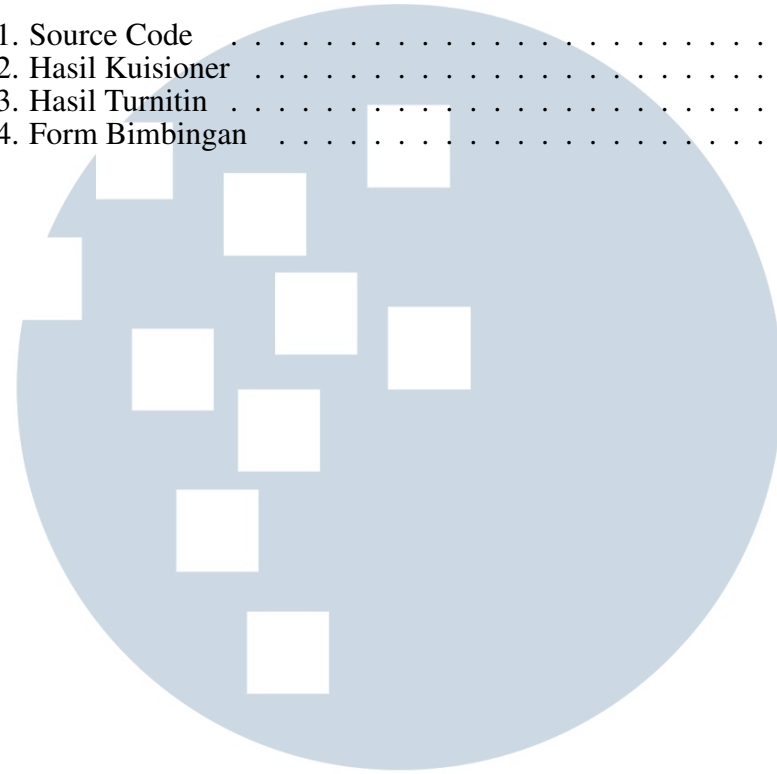 1. Source Code . . . . . . . . . . . . . . . . . . . . . . .
2. Hasil Kuisioner . . . . . . . . . . . . . . . . . . . . . .
3. Hasil Turnitin . . . . . . . . . . . . . . . . . . . . . . .
4. Form Bimbingan . . . . . . . . . . . . . . . . . . . . .